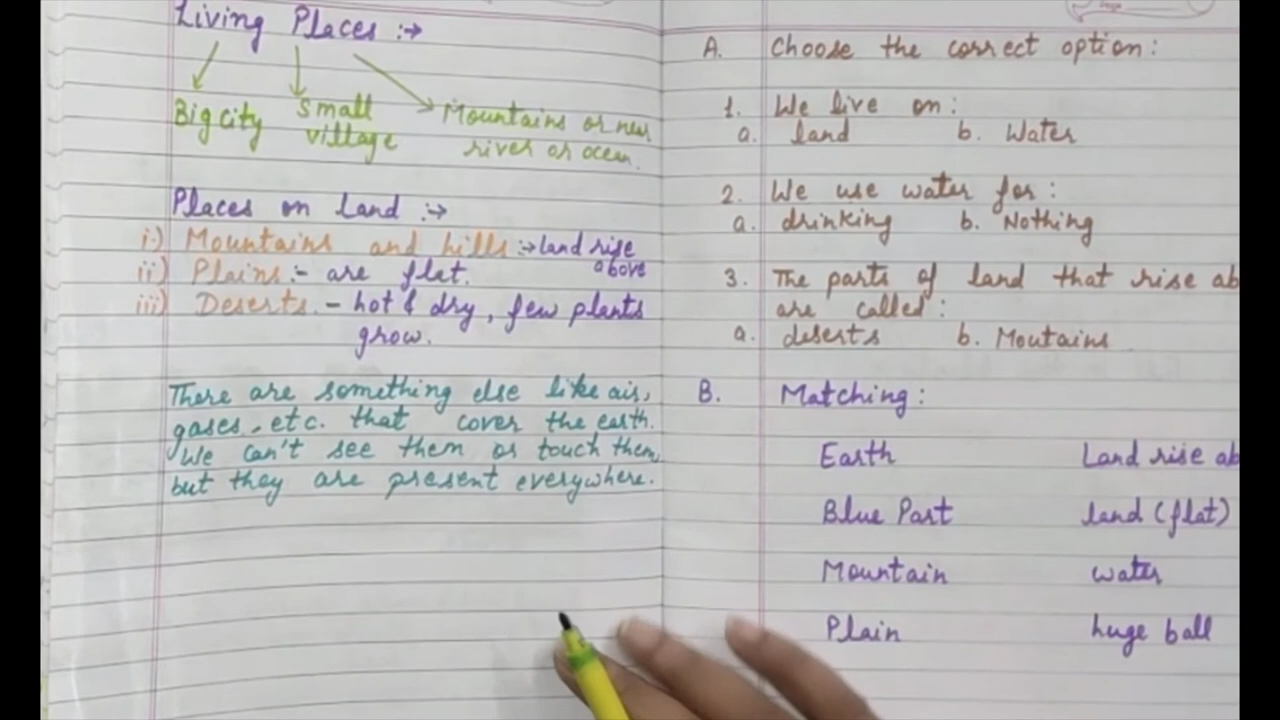 Living Places :→
Big city
Small village
Mountains or near river or ocean.
Places on Land :→
i.) Mountains and hills :→ land rise above
ii) Plains :- are flat.
iii) Deserts. - hot & dry, few plants
grow.
There are something else like air,
gases, etc. that cover the earth.
We can't see them or touch them,
but they are present everywhere.
A. Choose the correct option :
1. We live on :
a. land b. Water
2. We use water for :
a. drinking b. Nothing
3. The parts of land that rise ab
are called :
a. deserts b. Moutains
B. Matching :
Earth Land rise ab
Blue Part land (flat)
Mountain water
Plain huge ball